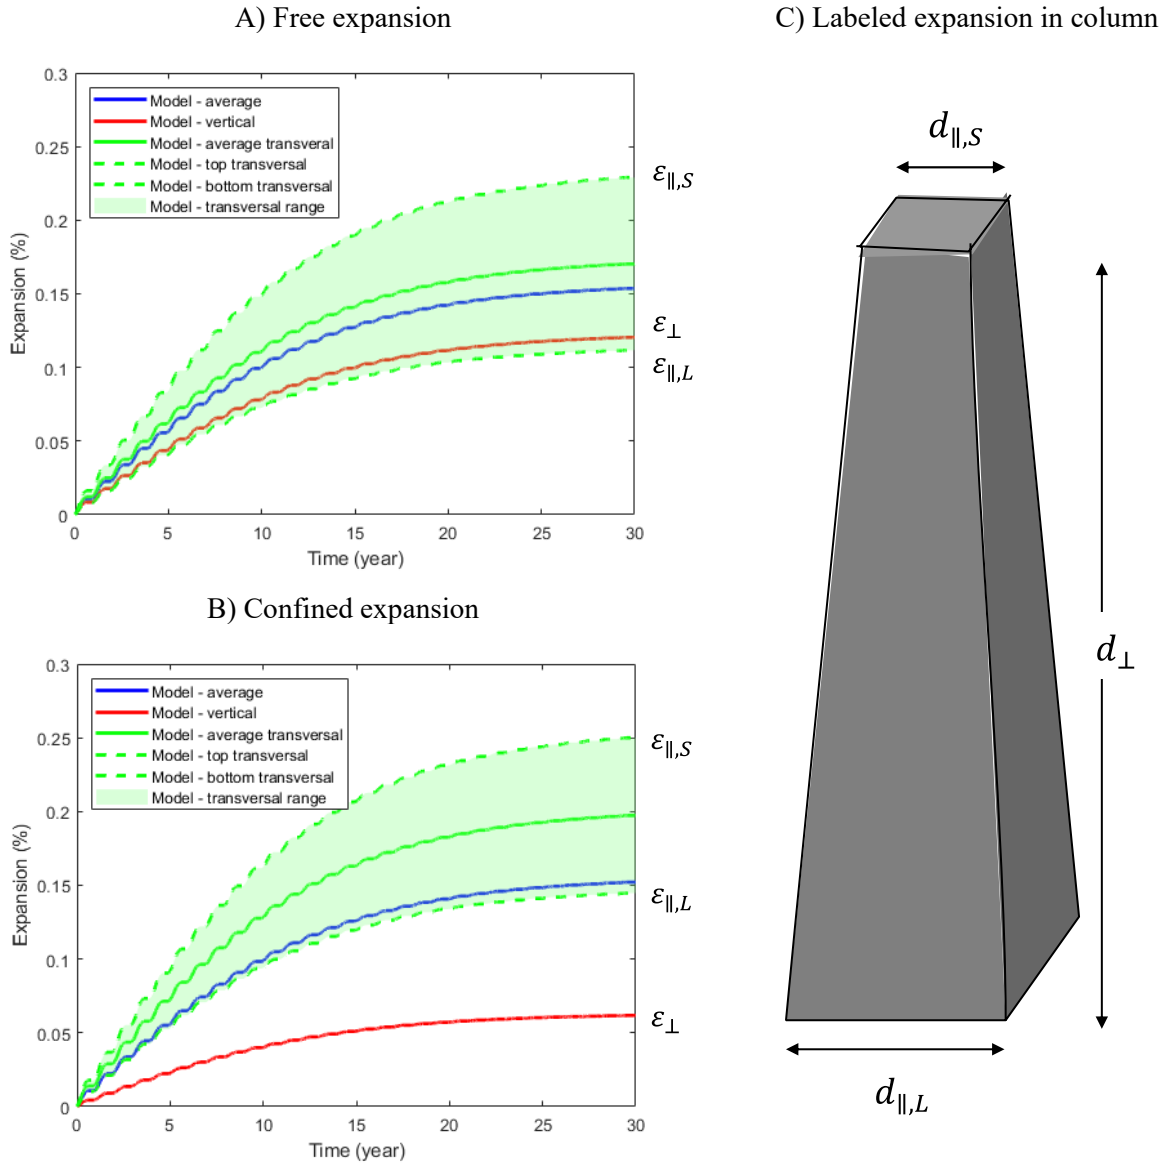 A) Free expansion
0.3
0.25
0.2
0.15
0.1
0.05
0
Expansion (%)
Model - average
Model - vertical
Model - average transveral
Model - top transversal
Model - bottom transversal
Model - transversal range
0 5 10 15 20 25 30
Time (year)
ε∥,S
ε⊥
ε∥,L
B) Confined expansion
0.3
0.25
0.2
0.15
0.1
0.05
0
Expansion (%)
Model - average
Model - vertical
Model - average transversal
Model - top transversal
Model - bottom transversal
Model - transversal range
0 5 10 15 20 25 30
Time (year)
ε∥,S
ε∥,L
ε⊥
C) Labeled expansion in column
d∥,S
d⊥
d∥,L